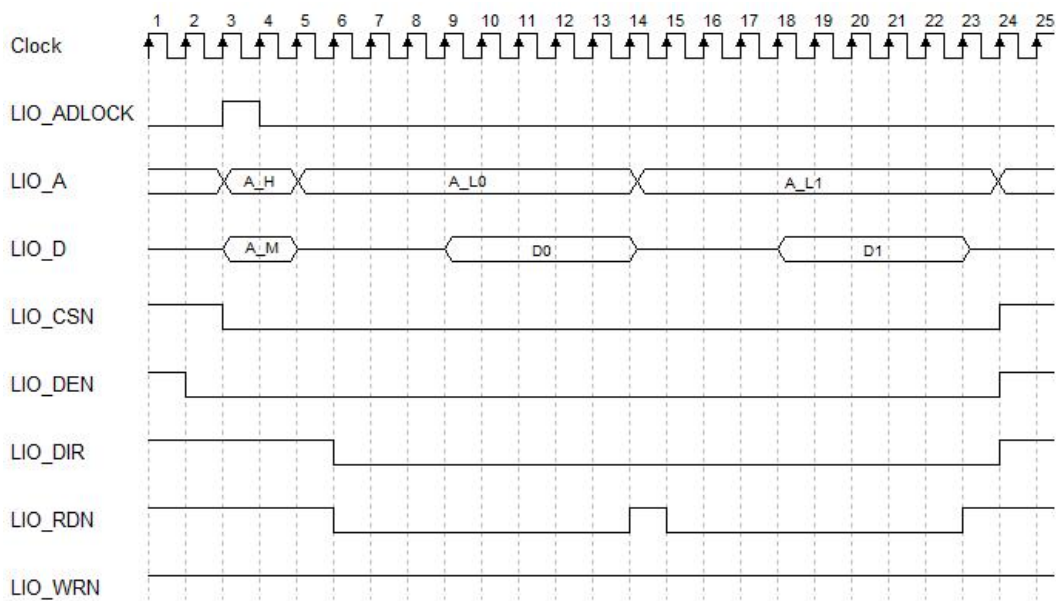 1 2 3 4 5 6 7 8 9 10 11 12 13 14 15 16 17 18 19 20 21 22 23 24 25
Clock
LIO_ADLOCK
LIO_A A_H A_L0 A_L1
LIO_D A_M D0 D1
LIO_CSN
LIO_DEN
LIO_DIR
LIO_RDN
LIO_WRN